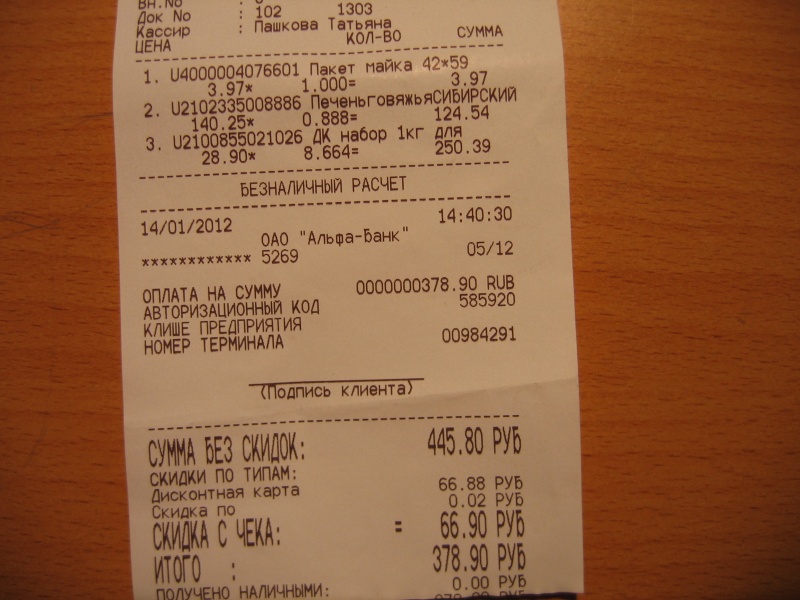 Док No : 102 1303
Кассир : Пашкова Татьяна
ЦЕНА КОЛ-ВО СУММА
1. U4000004076601 Пакет майка 42*59
3.97* 1.000= 3.97
2. U2102335008886 ПеченьговяжьяСИБИРСКИЙ
140.25* 0.888= 124.54
3. U2100855021026 ДК набор 1кг для
28.90* 8.664= 250.39
БЕЗНАЛИЧНЫЙ РАСЧЕТ
14/01/2012 14:40:30
ОАО "Альфа-Банк"
************ 5269 05/12
ОПЛАТА НА СУММУ 0000000378.90 RUB
АВТОРИЗАЦИОННЫЙ КОД 585920
КЛИШЕ ПРЕДПРИЯТИЯ
НОМЕР ТЕРМИНАЛА 00984291
(Подпись клиента)
СУММА БЕЗ СКИДОК: 445.80 РУБ
СКИДКИ ПО ТИПАМ:
Дисконтная карта 66.88 РУБ
Скидка по 0.02 РУБ
СКИДКА С ЧЕКА: = 66.90 РУБ
ИТОГО : 378.90 РУБ
ПОЛУЧЕНО НАЛИЧНЫМИ: 0.00 РУБ